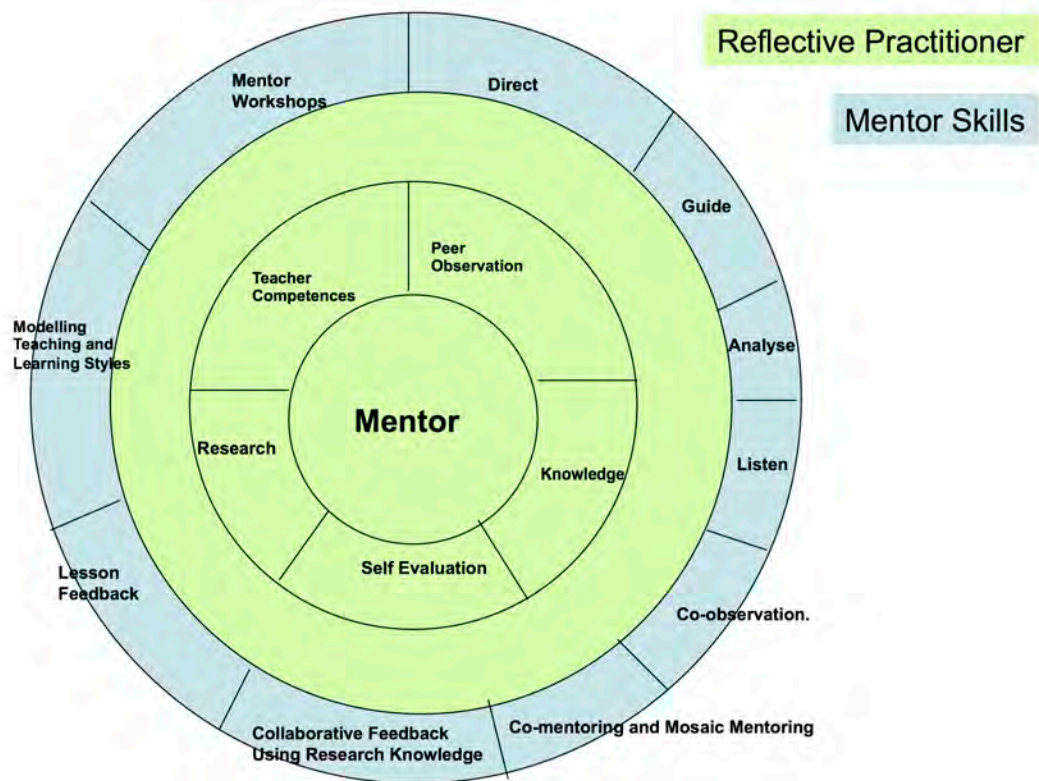 Reflective Practitioner
Mentor Skills
Mentor
Workshops
Direct
Guide
Analyse
Listen
Co-observation.
Co-mentoring and Mosaic Mentoring
Collaborative Feedback
Using Research Knowledge
Lesson
Feedback
Modelling
Teaching and
Learning Styles
Teacher
Competences
Peer
Observation
Knowledge
Self Evaluation
Research
Mentor